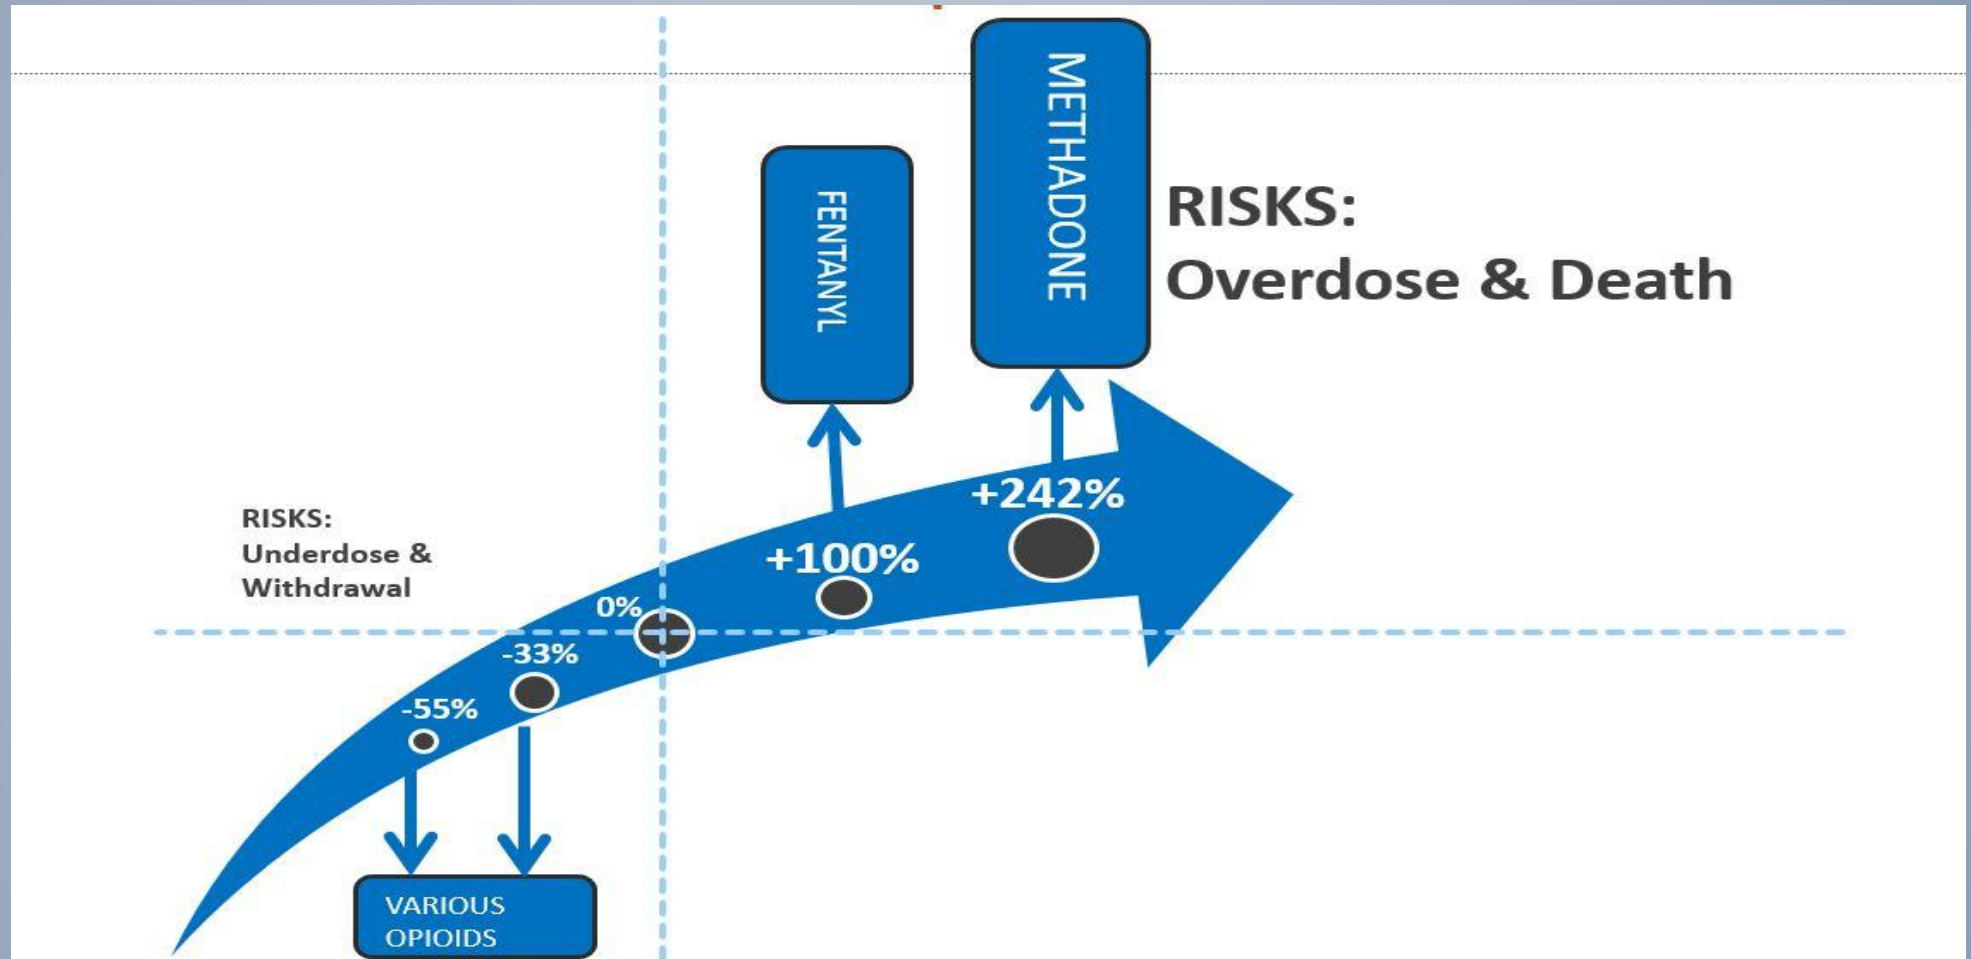 METHADONE
FENTANYL
RISKS:
Overdose & Death
+242%
+100%
RISKS:
Underdose &
Withdrawal
0%
-33%
-55%
VARIOUS
OPIOIDS